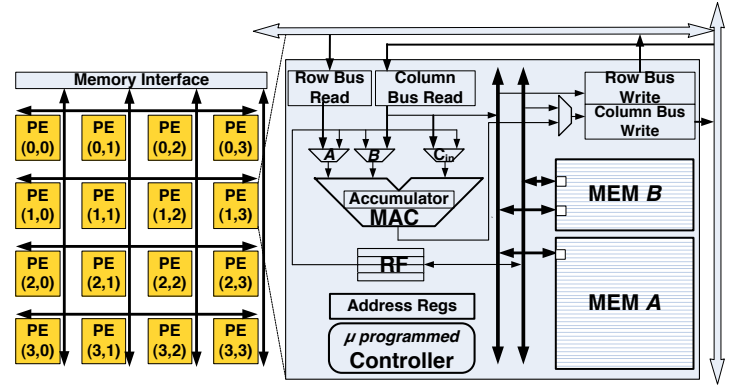 Memory Interface
PE
(0,0)
PE
(0,1)
PE
(0,2)
PE
(0,3)
PE
(1,0)
PE
(1,1)
PE
(1,2)
PE
(1,3)
PE
(2,0)
PE
(2,1)
PE
(2,2)
PE
(2,3)
PE
(3,0)
PE
(3,1)
PE
(3,2)
PE
(3,3)
Row Bus
Read
Column
Bus Read
Row Bus
Write
Column Bus
Write
A
B
Cin
Accumulator
MAC
RF
Address Regs
μ programmed
Controller
MEM B
MEM A